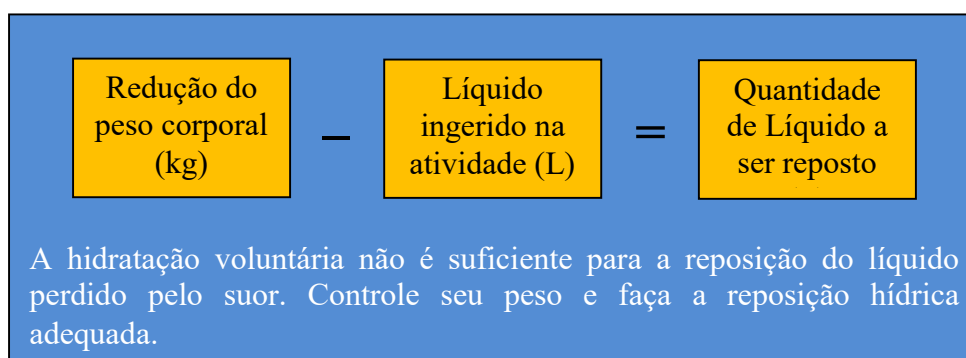 Redução do
peso corporal
(kg)
–
Líquido
ingerido na
atividade (L)
=
Quantidade
de Líquido a
ser reposto
A hidratação voluntária não é suficiente para a reposição do líquido
perdido pelo suor. Controle seu peso e faça a reposição hídrica
adequada.